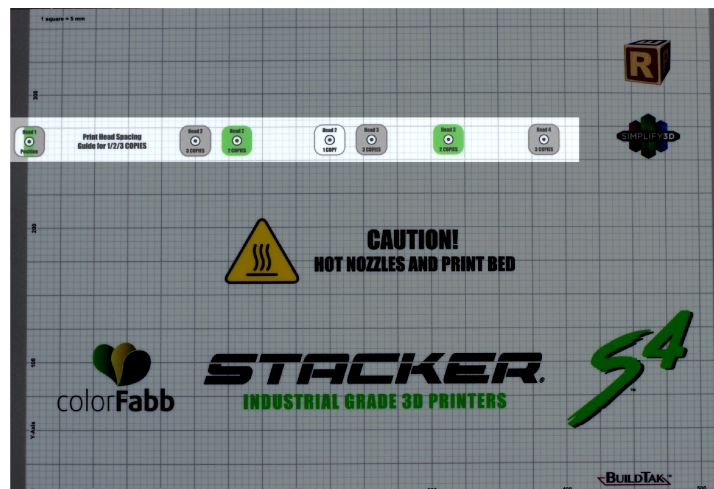 1 square = 5 mm
R
300
Head 1
Position
Print Head Spacing
Guide for 1/2/3 COPIES
Head 2
3 COPIES
Head 2
2 COPIES
Head 2
1 COPY
Head 3
3 COPIES
Head 3
2 COPIES
Head 4
3 COPIES
SIMPLIFY3D
200
CAUTION!
HOT NOZZLES AND PRINT BED
100
colorFabb
STACKER
INDUSTRIAL GRADE 3D PRINTERS
S4
Y-Axis
BUILDTAK
400
500